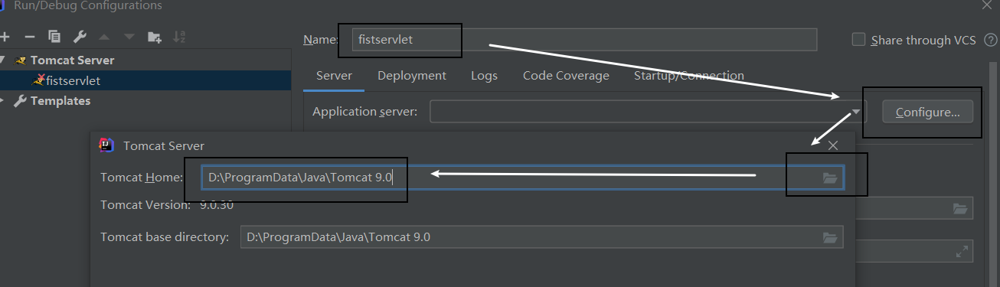 Run/Debug Configurations
Name: fistservlet
Share through VCS
Tomcat Server
fistservlet
Templates
Server Deployment Logs Code Coverage Startup/Connection
Application server:
Configure...
Tomcat Server
Tomcat Home: D:\ProgramData\Java\Tomcat 9.0
Tomcat Version: 9.0.30
Tomcat base directory: D:\ProgramData\Java\Tomcat 9.0